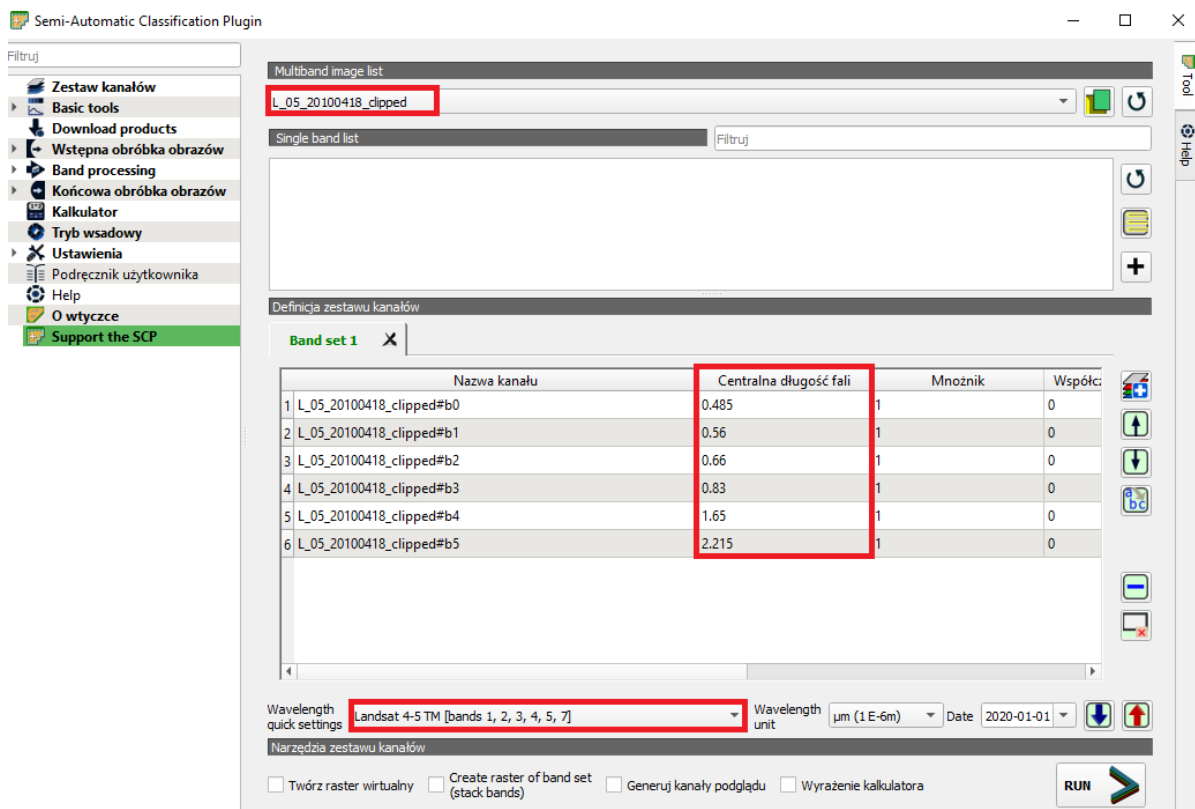 Semi-Automatic Classification Plugin
Filtruj
Zestaw kanałów
Basic tools
Download products
Wstępna obróbka obrazów
Band processing
Końcowa obróbka obrazów
Kalkulator
Tryb wsadowy
Ustawienia
Podręcznik użytkownika
Help
O wtyczce
Support the SCP
Multiband image list
L_05_20100418_clipped
Single band list
Filtruj
Definicja zestawu kanałów
Band set 1
Nazwa kanału Centralna długość fali Mnożnik Współcz
1 L_05_20100418_clipped#b0 0.485 1 0
2 L_05_20100418_clipped#b1 0.56 1 0
3 L_05_20100418_clipped#b2 0.66 1 0
4 L_05_20100418_clipped#b3 0.83 1 0
5 L_05_20100418_clipped#b4 1.65 1 0
6 L_05_20100418_clipped#b5 2.215 1 0
Wavelength quick settings Landsat 4-5 TM [bands 1, 2, 3, 4, 5, 7] Wavelength unit µm (1 E-6m) Date 2020-01-01
Narzędzia zestawu kanałów
Twórz raster wirtualny Create raster of band set (stack bands) Generuj kanały podglądu Wyrażenie kalkulatora RUN
Tool
Help